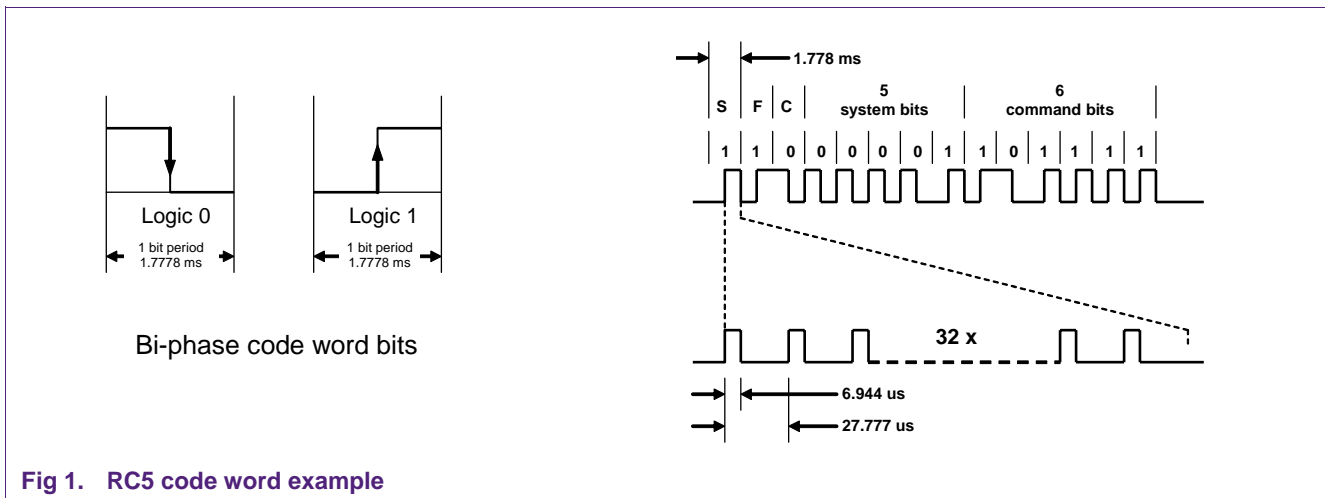 Logic 0
1 bit period
1.7778 ms
Logic 1
1 bit period
1.7778 ms
Bi-phase code word bits
1.778 ms
S F C
5
system bits
6
command bits
1 1 0 0 0 0 0 1 1 0 1 1 1 1
32 x
6.944 us
27.777 us
Fig 1. RC5 code word example